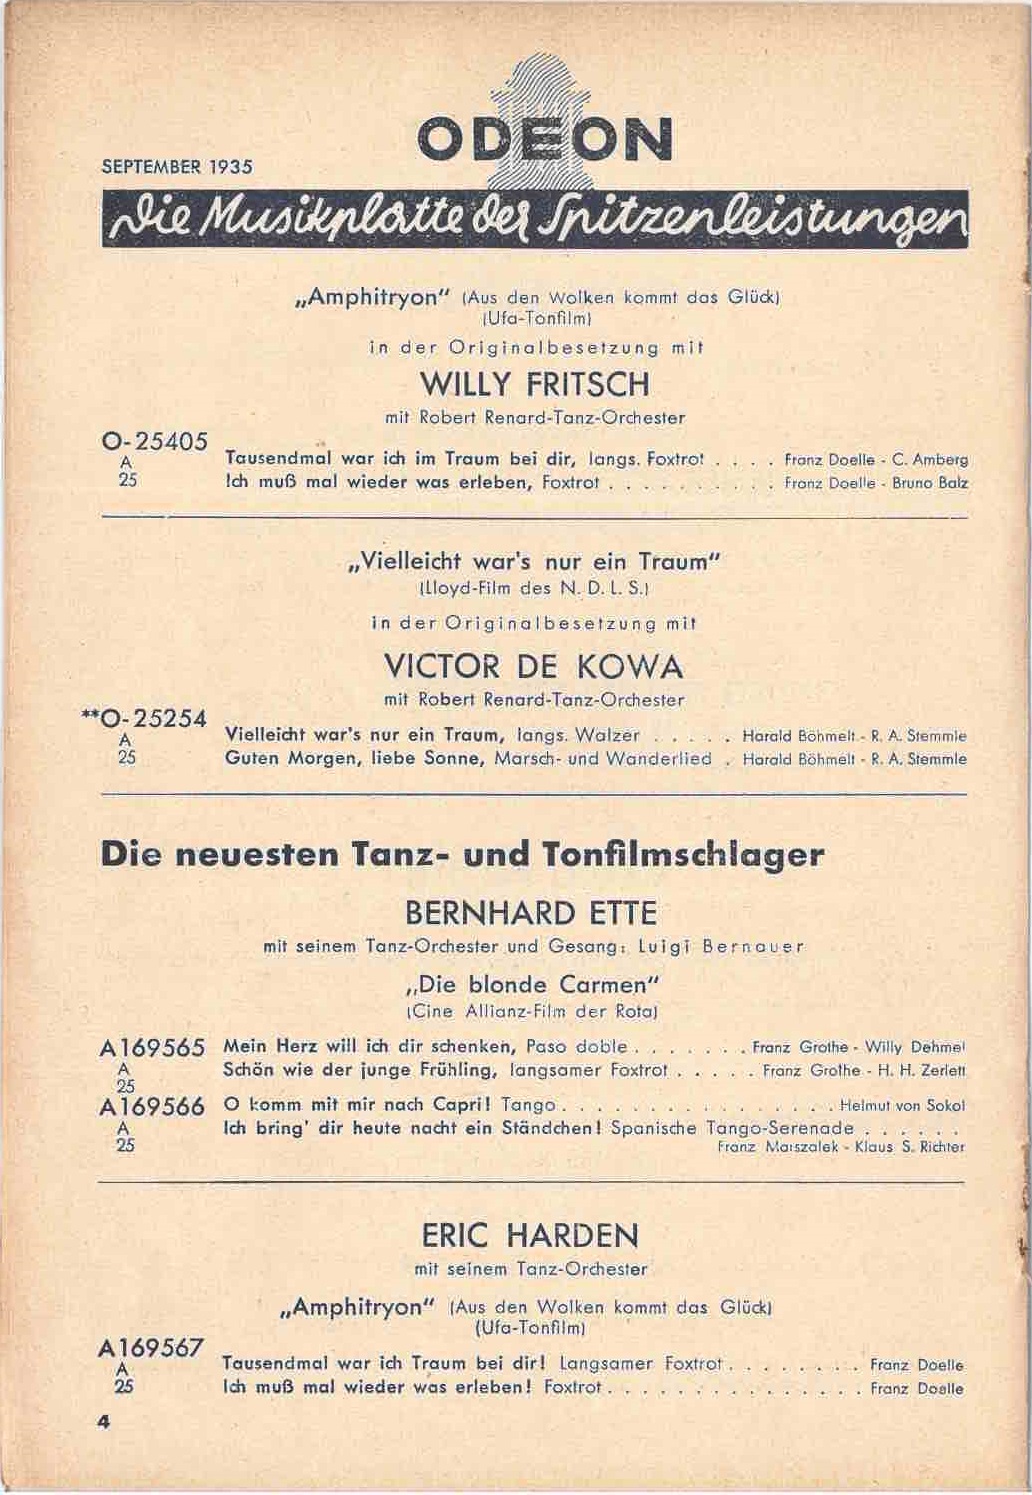 ODEON
SEPTEMBER 1935
Die Musikplatte der Spitzenleistungen
„Amphitryon" (Aus den Wolken kommt das Glück)
(Ufa-Tonfilm)
in der Originalbesetzung mit
WILLY FRITSCH
mit Robert Renard-Tanz-Orchester
O-25405
A
25
Tausendmal war ich im Traum bei dir, langs. Foxtrot . . . . Franz Doelle - C. Amberg
Ich muß mal wieder was erleben, Foxtrot . . . . . . . . . . Franz Doelle - Bruno Balz
„Vielleicht war's nur ein Traum"
(Lloyd-Film des N. D. L. S.)
in der Originalbesetzung mit
VICTOR DE KOWA
mit Robert Renard-Tanz-Orchester
**O-25254
A
25
Vielleicht war's nur ein Traum, langs. Walzer . . . . . Harald Böhmelt - R. A. Stemmle
Guten Morgen, liebe Sonne, Marsch- und Wanderlied . Harald Böhmelt - R. A. Stemmle
Die neuesten Tanz- und Tonfilmschlager
BERNHARD ETTE
mit seinem Tanz-Orchester und Gesang: Luigi Bernauer
„Die blonde Carmen"
(Cine Allianz-Film der Rota)
A169565
A
25
Mein Herz will ich dir schenken, Paso doble . . . . . . . Franz Grothe - Willy Dehmel
Schön wie der junge Frühling, langsamer Foxtrot . . . . . Franz Grothe - H. H. Zerlett
A169566
A
25
O komm mit mir nach Capri! Tango . . . . . . . . . . . . . . . . . Helmut von Sokol
Ich bring' dir heute nacht ein Ständchen! Spanische Tango-Serenade . . . . . .
Franz Marszalek - Klaus S. Richter
ERIC HARDEN
mit seinem Tanz-Orchester
„Amphitryon" (Aus den Wolken kommt das Glück)
(Ufa-Tonfilm)
A169567
A
25
Tausendmal war ich Traum bei dir! Langsamer Foxtrot . . . . . . . . Franz Doelle
Ich muß mal wieder was erleben! Foxtrot . . . . . . . . . . . . . . . Franz Doelle
4